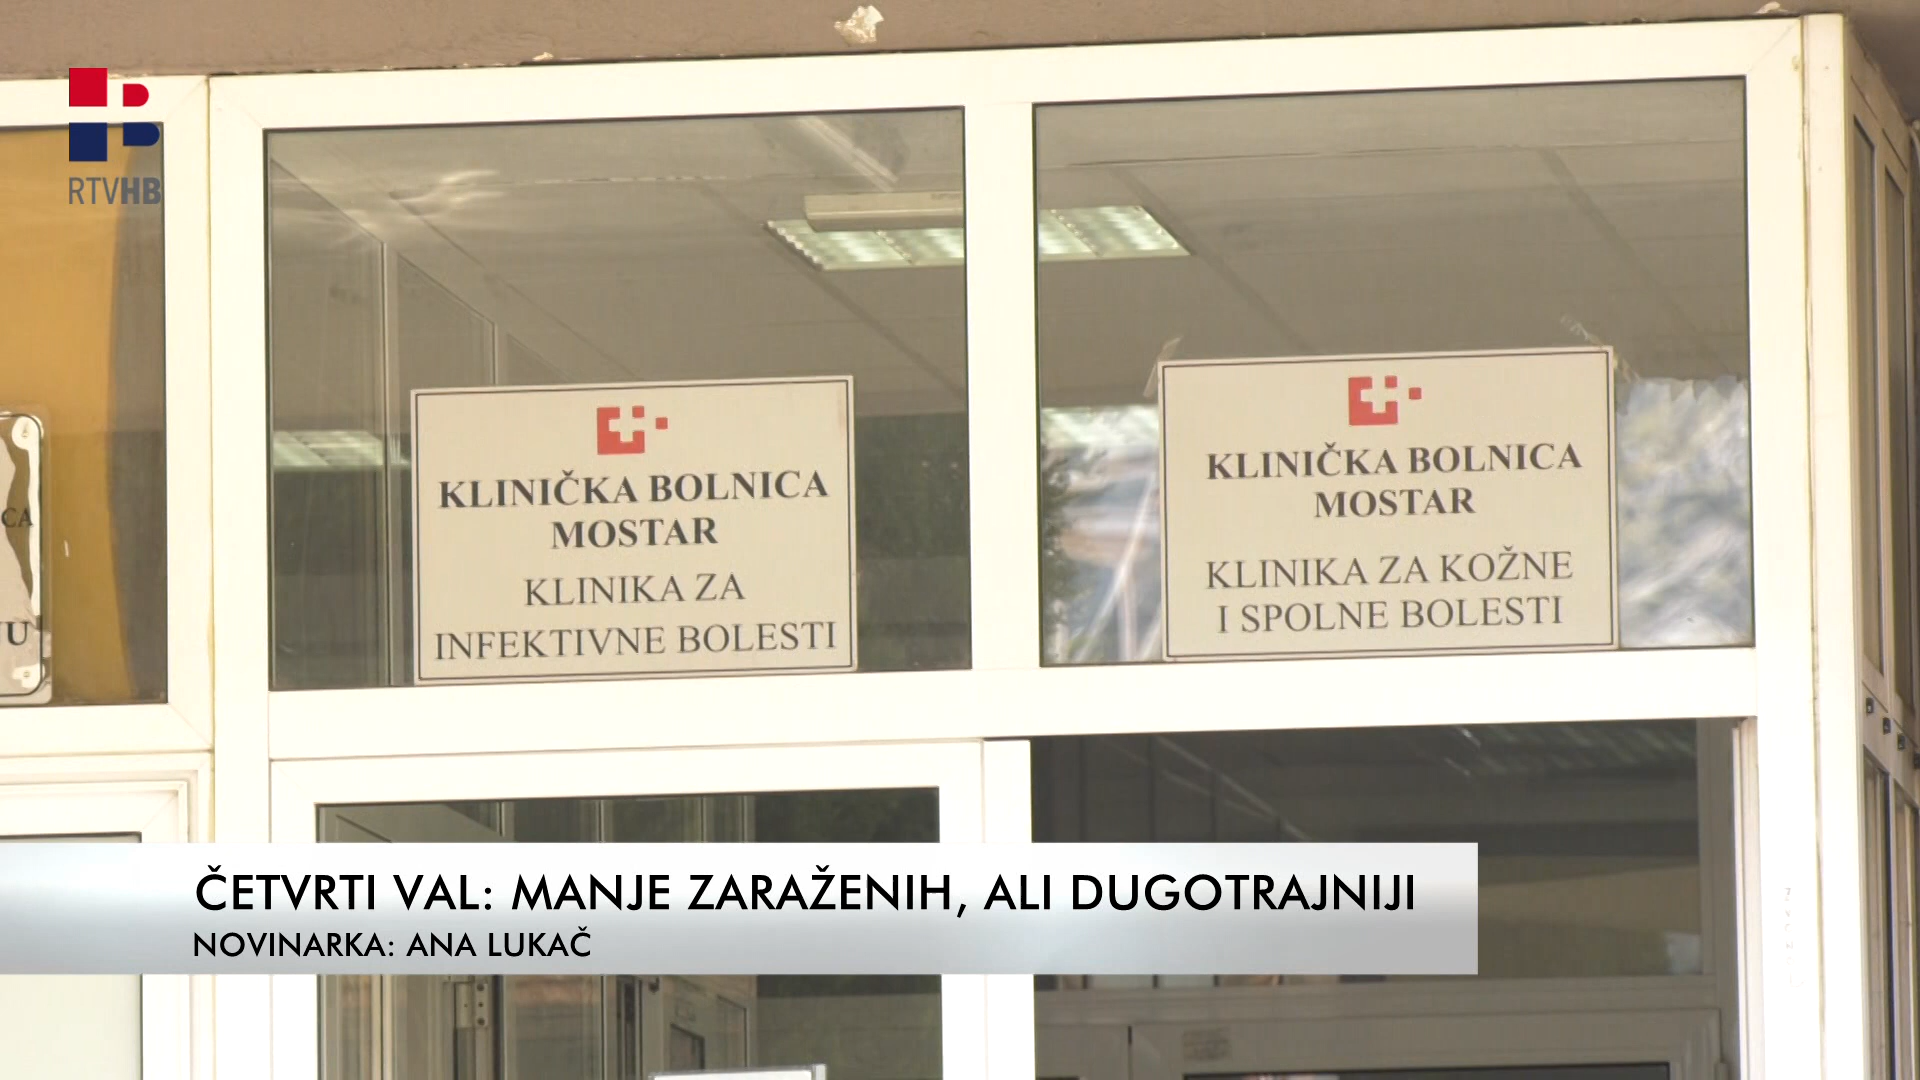 RTVHB
KLINIČKA BOLNICA
MOSTAR
KLINIKA ZA
INFEKTIVNE BOLESTI
KLINIČKA BOLNICA
MOSTAR
KLINIKA ZA KOŽNE
I SPOLNE BOLESTI
ČETVRTI VAL: MANJE ZARAŽENIH, ALI DUGOTRAJNIJI
NOVINARKA: ANA LUKAČ